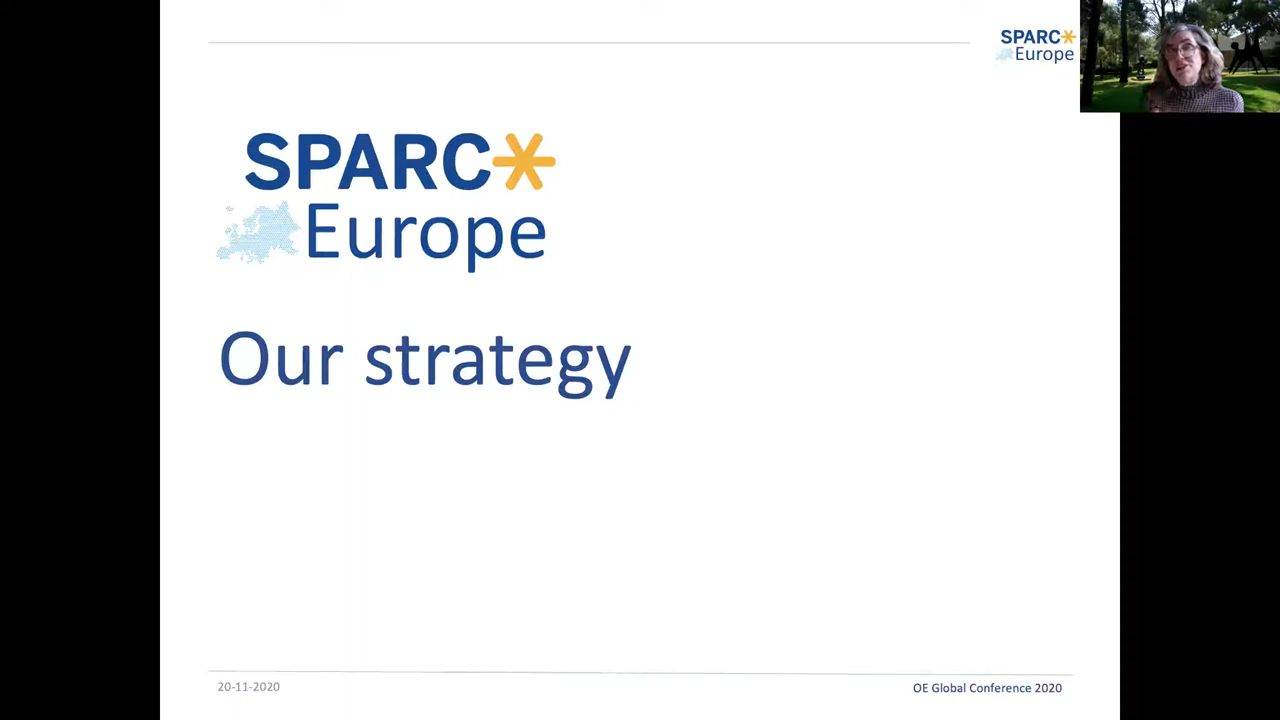 SPARC
Europe
SPARC
Europe
Our strategy
20-11-2020
OE Global Conference 2020